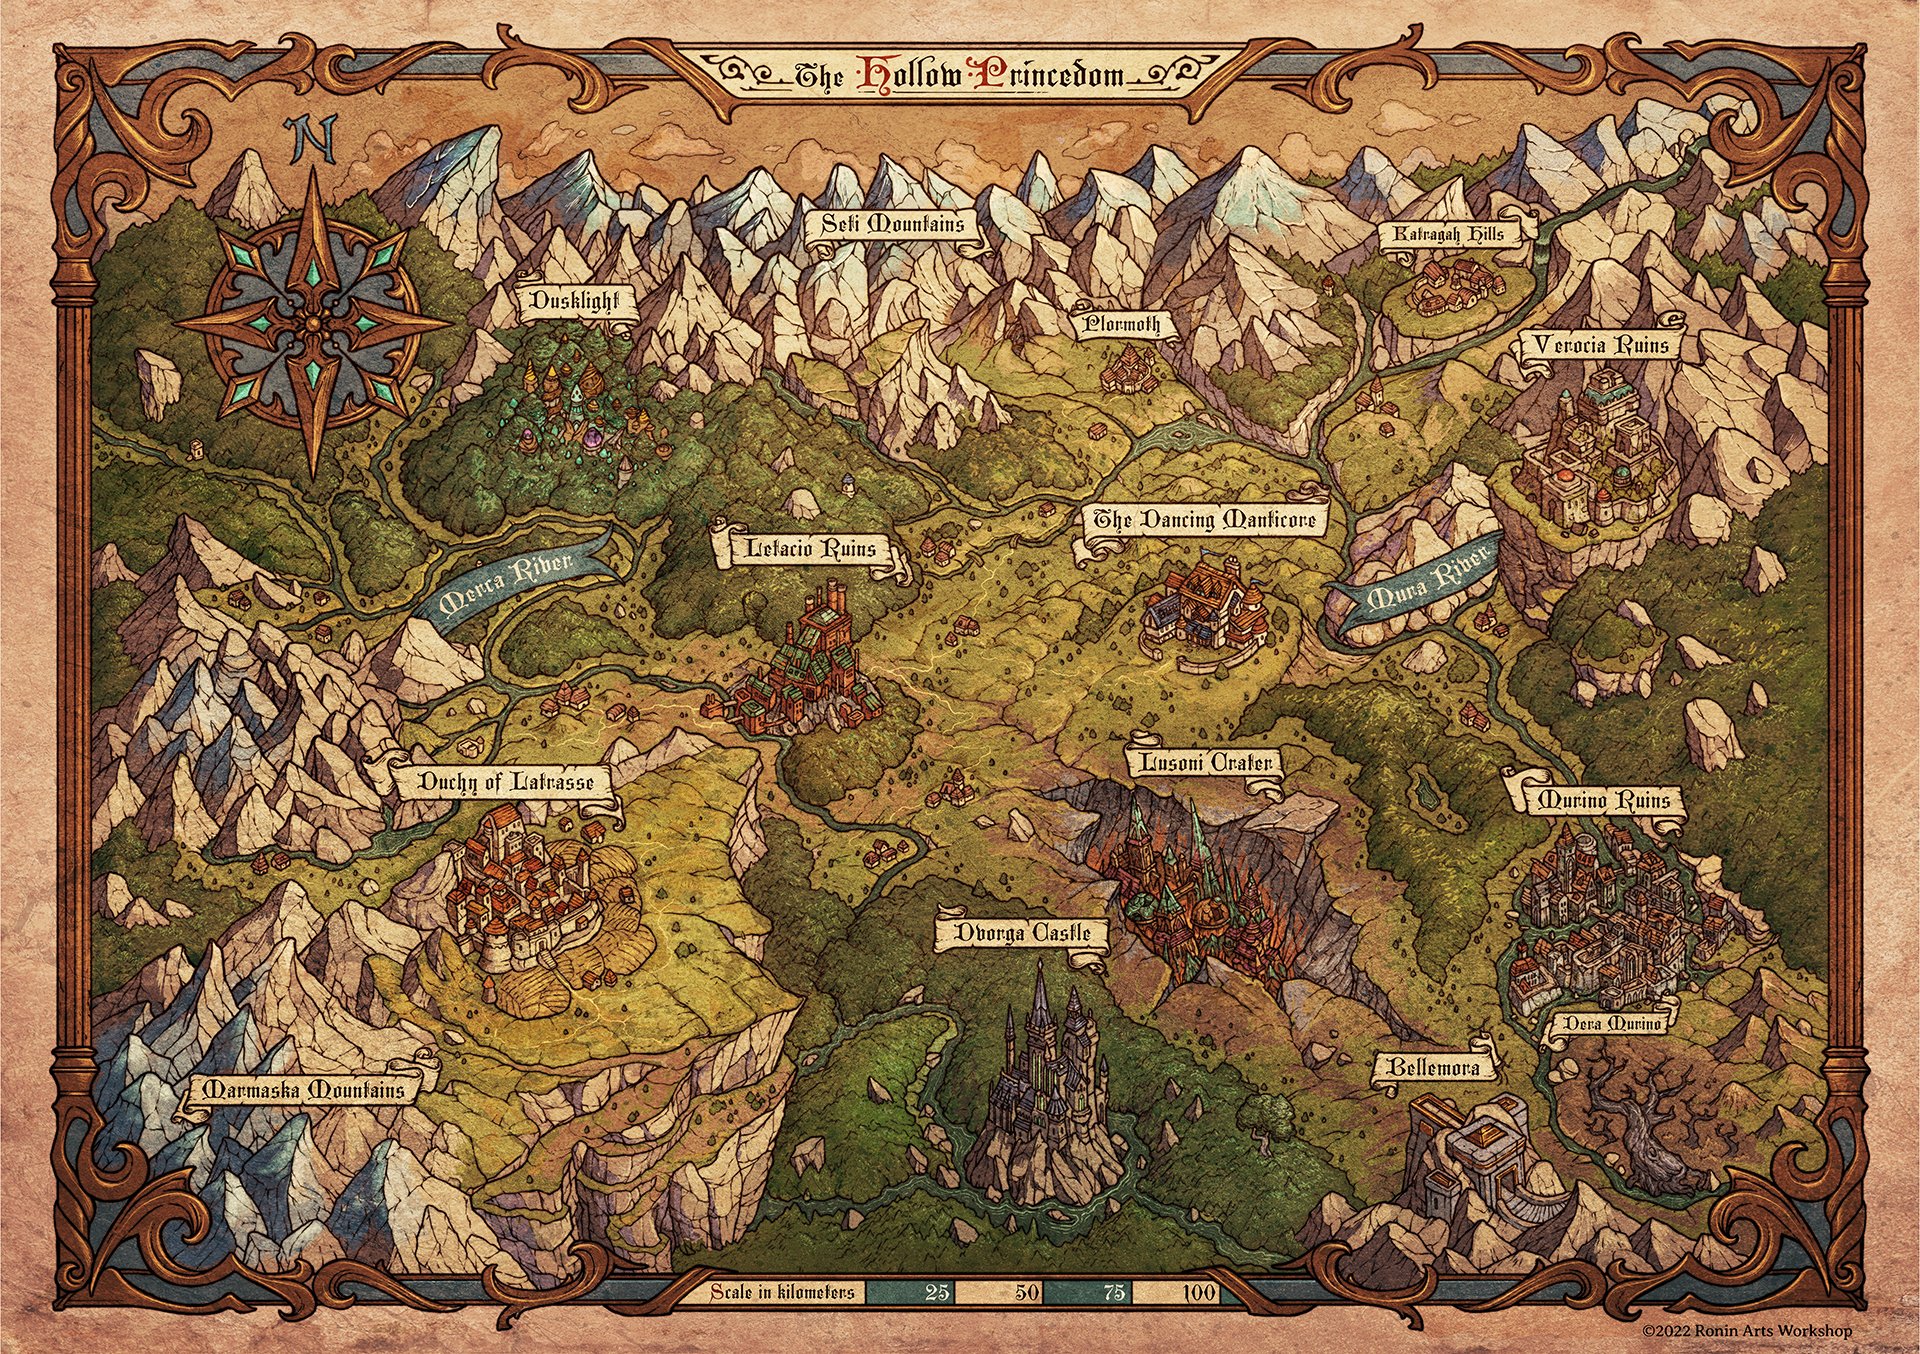 The Hollow Princedom
N
Seti Mountains
Katragah Hills
Dusklight
Plormoth
Verocia Ruins
The Dancing Manticore
Letacio Ruins
Merca River
Mura River
Lusoni Crater
Duchy of Latrasse
Murino Ruins
Dvorga Castle
Dera Murino
Bellemora
Marmaska Mountains
Scale in kilometers 25 50 75 100
©2022 Ronin Arts Workshop